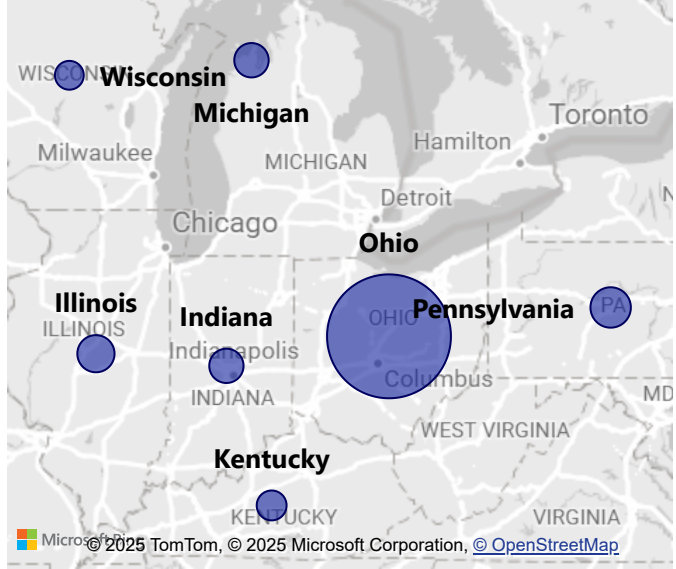 WISCONSIN
Wisconsin
Michigan
Toronto
Hamilton
Milwaukee
MICHIGAN
Detroit
Chicago
Ohio
Illinois
Indiana
Pennsylvania
PA
OHIO
ILLINOIS
Indianapolis
Columbus
INDIANA
MD
WEST VIRGINIA
Kentucky
KENTUCKY
VIRGINIA
Microsoft Bing
© 2025 TomTom, © 2025 Microsoft Corporation, © OpenStreetMap